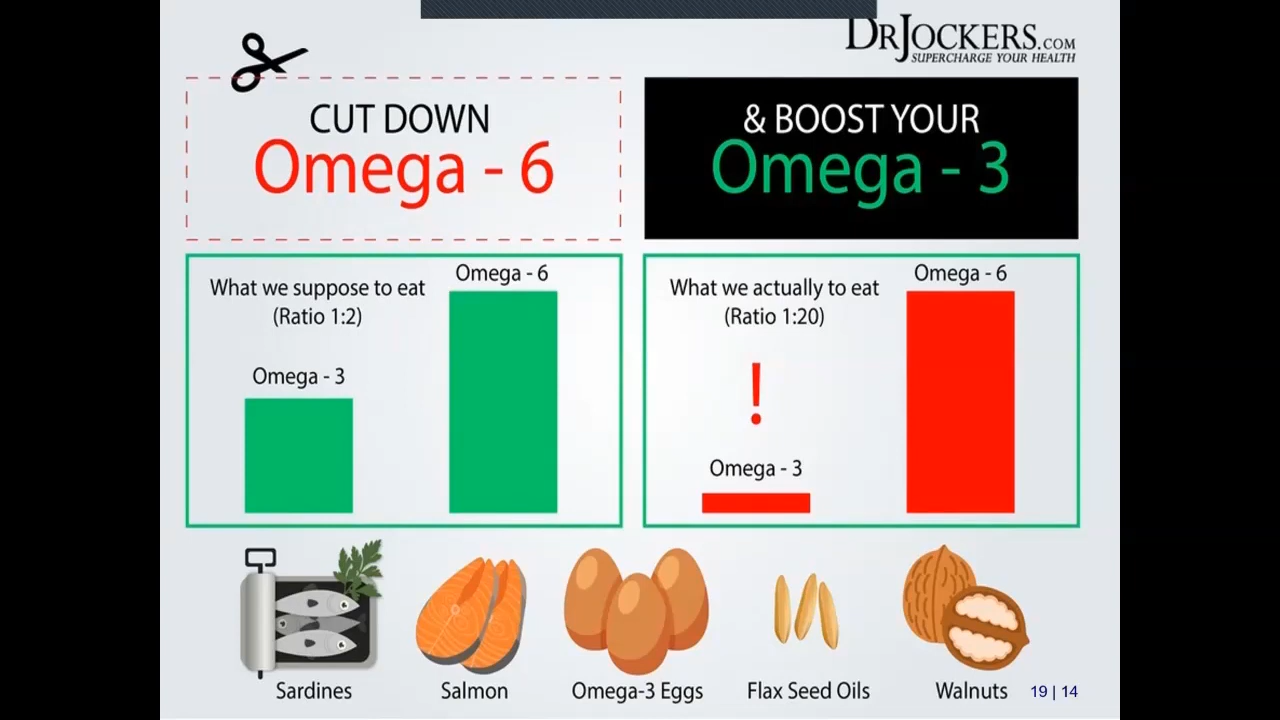 DRJOCKERS.COM
SUPERCHARGE YOUR HEALTH
CUT DOWN
Omega - 6
& BOOST YOUR
Omega - 3
What we suppose to eat
(Ratio 1:2)
Omega - 3
Omega - 6
What we actually to eat
(Ratio 1:20)
!
Omega - 3
Omega - 6
Sardines
Salmon
Omega-3 Eggs
Flax Seed Oils
Walnuts
19 | 14